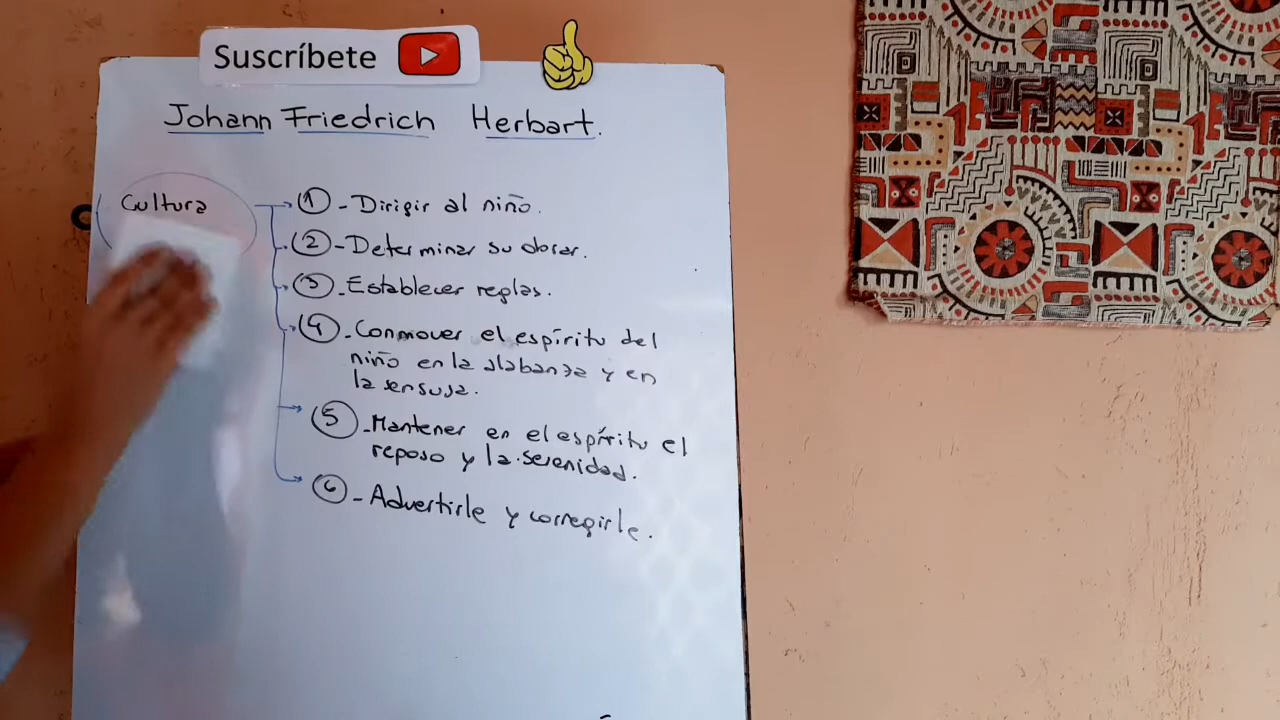 Suscríbete
Johann Friedrich Herbart.
Cultura
1 - Dirigir al niño.
2 - Determinar su obrar.
3 - Establecer reglas.
4 - Conmover el espíritu del
niño en la alabanza y en
la sensusa.
5 - Mantener en el espíritu el
reposo y la serenidad.
6 - Advertirle y corregirle.